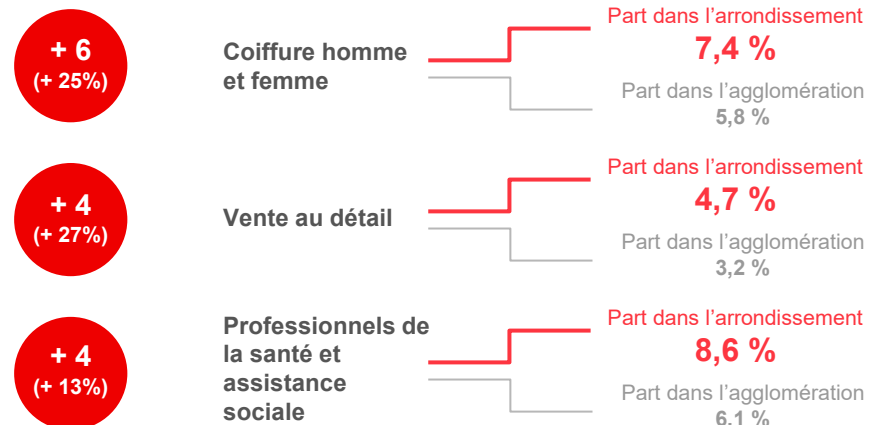 + 6
(+ 25%)
Coiffure homme
et femme
Part dans l'arrondissement
7,4 %
Part dans l'agglomération
5,8 %
+ 4
(+ 27%)
Vente au détail
Part dans l'arrondissement
4,7 %
Part dans l'agglomération
3,2 %
+ 4
(+ 13%)
Professionnels de
la santé et
assistance
sociale
Part dans l'arrondissement
8,6 %
Part dans l'agglomération
6,1 %